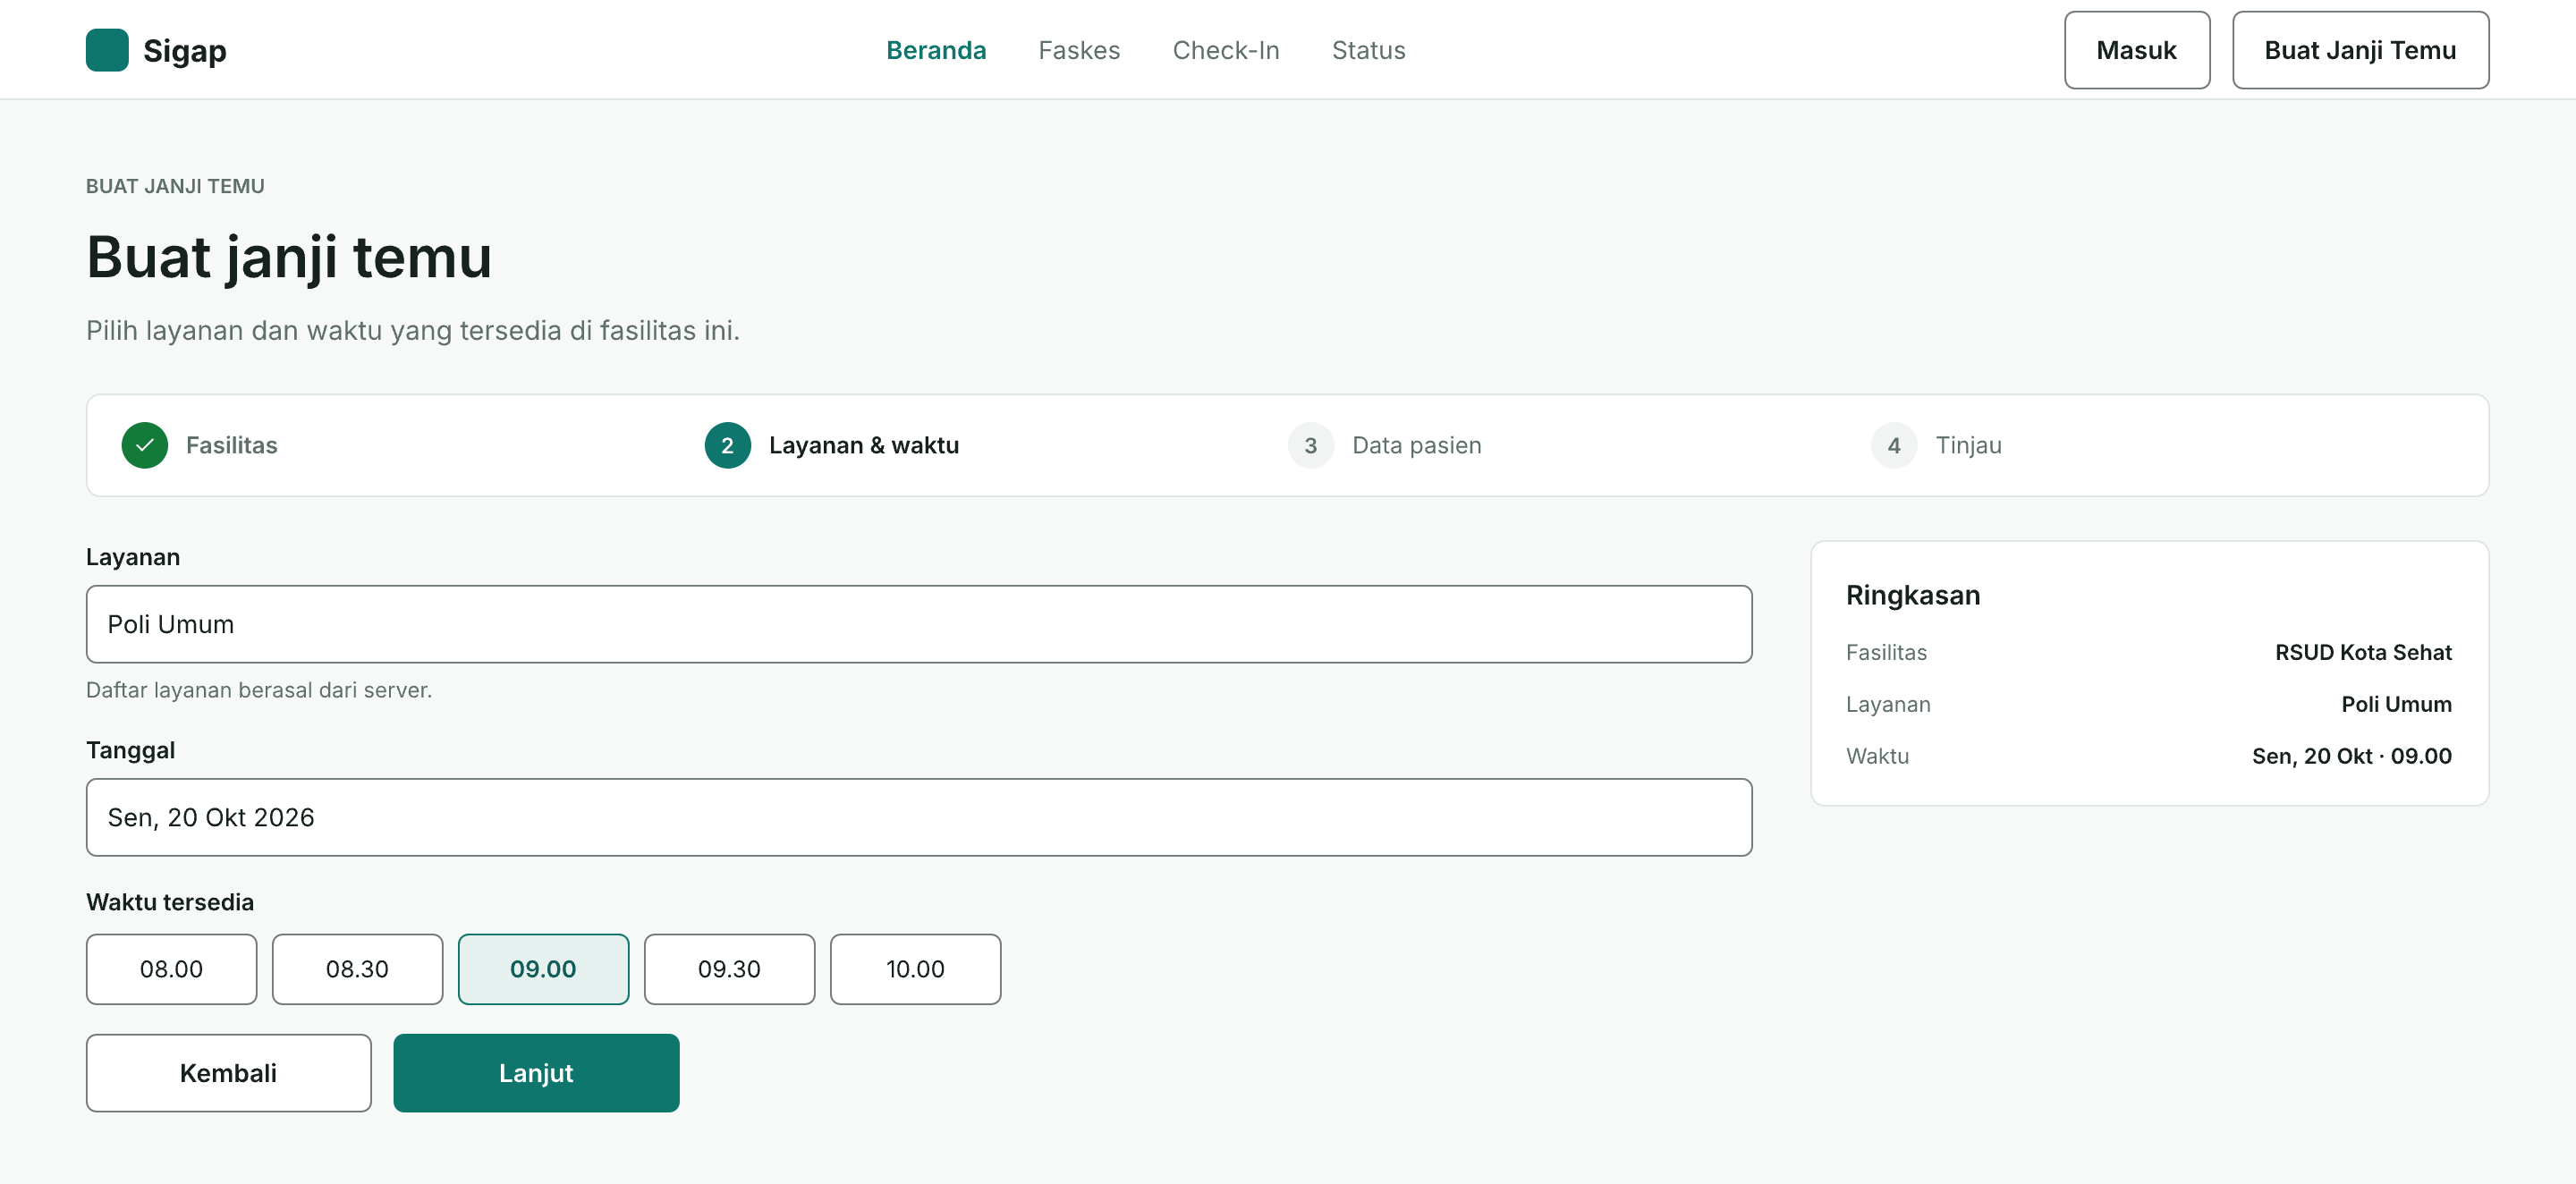 Sigap
Beranda Faskes Check-In Status
Masuk Buat Janji Temu
BUAT JANJI TEMU
Buat janji temu
Pilih layanan dan waktu yang tersedia di fasilitas ini.
Fasilitas 2 Layanan & waktu 3 Data pasien 4 Tinjau
Layanan
Poli Umum
Daftar layanan berasal dari server.
Tanggal
Sen, 20 Okt 2026
Waktu tersedia
08.00 08.30 09.00 09.30 10.00
Kembali Lanjut
Ringkasan
Fasilitas RSUD Kota Sehat
Layanan Poli Umum
Waktu Sen, 20 Okt · 09.00